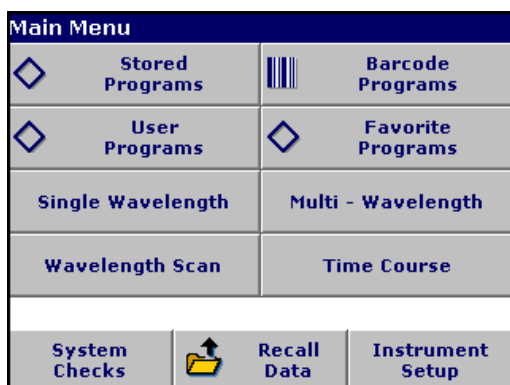 Main Menu
Stored
Programs
Barcode
Programs
User
Programs
Favorite
Programs
Single Wavelength
Multi - Wavelength
Wavelength Scan
Time Course
System
Checks
Recall
Data
Instrument
Setup